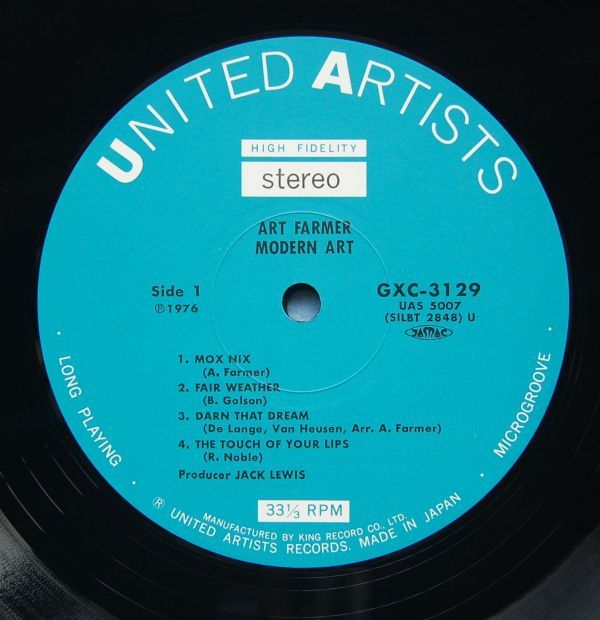 UNITED ARTISTS
HIGH FIDELITY
stereo
ART FARMER
MODERN ART
Side 1
℗1976
GXC-3129
UAS 5007
(SILBT 2848) U
JASRAC
1. MOX NIX
(A. Farmer)
2. FAIR WEATHER
(B. Golson)
3. DARN THAT DREAM
(De Lange, Van Heusen, Arr. A. Farmer)
4. THE TOUCH OF YOUR LIPS
(R. Noble)
Producer JACK LEWIS
33⅓ RPM
· LONG PLAYING ·
· MICROGROOVE ·
MANUFACTURED BY KING RECORD CO., LTD.
® UNITED ARTISTS RECORDS. MADE IN JAPAN